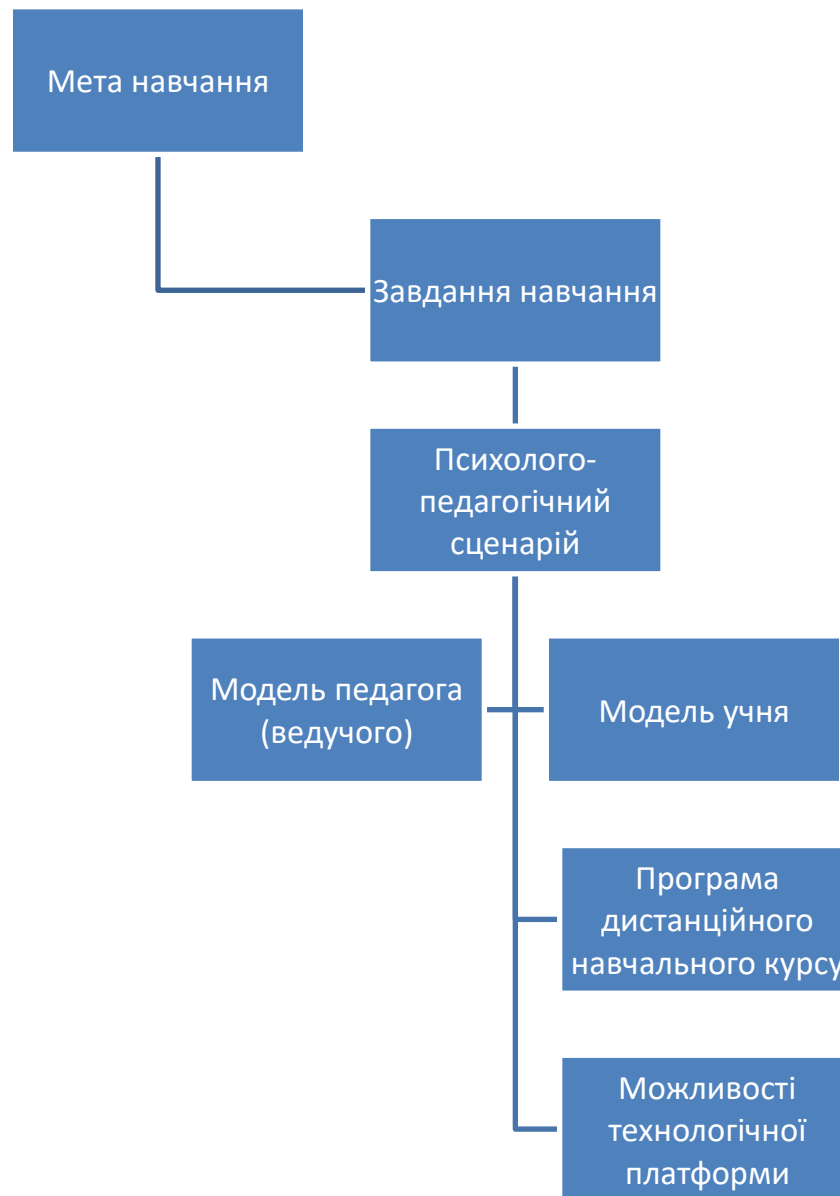 Мета навчання
Завдання навчання
Психолого-
педагогічний
сценарій
Модель педагога
(ведучого)
Модель учня
Програма
дистанційного
навчального курсу
Можливості
технологічної
платформи